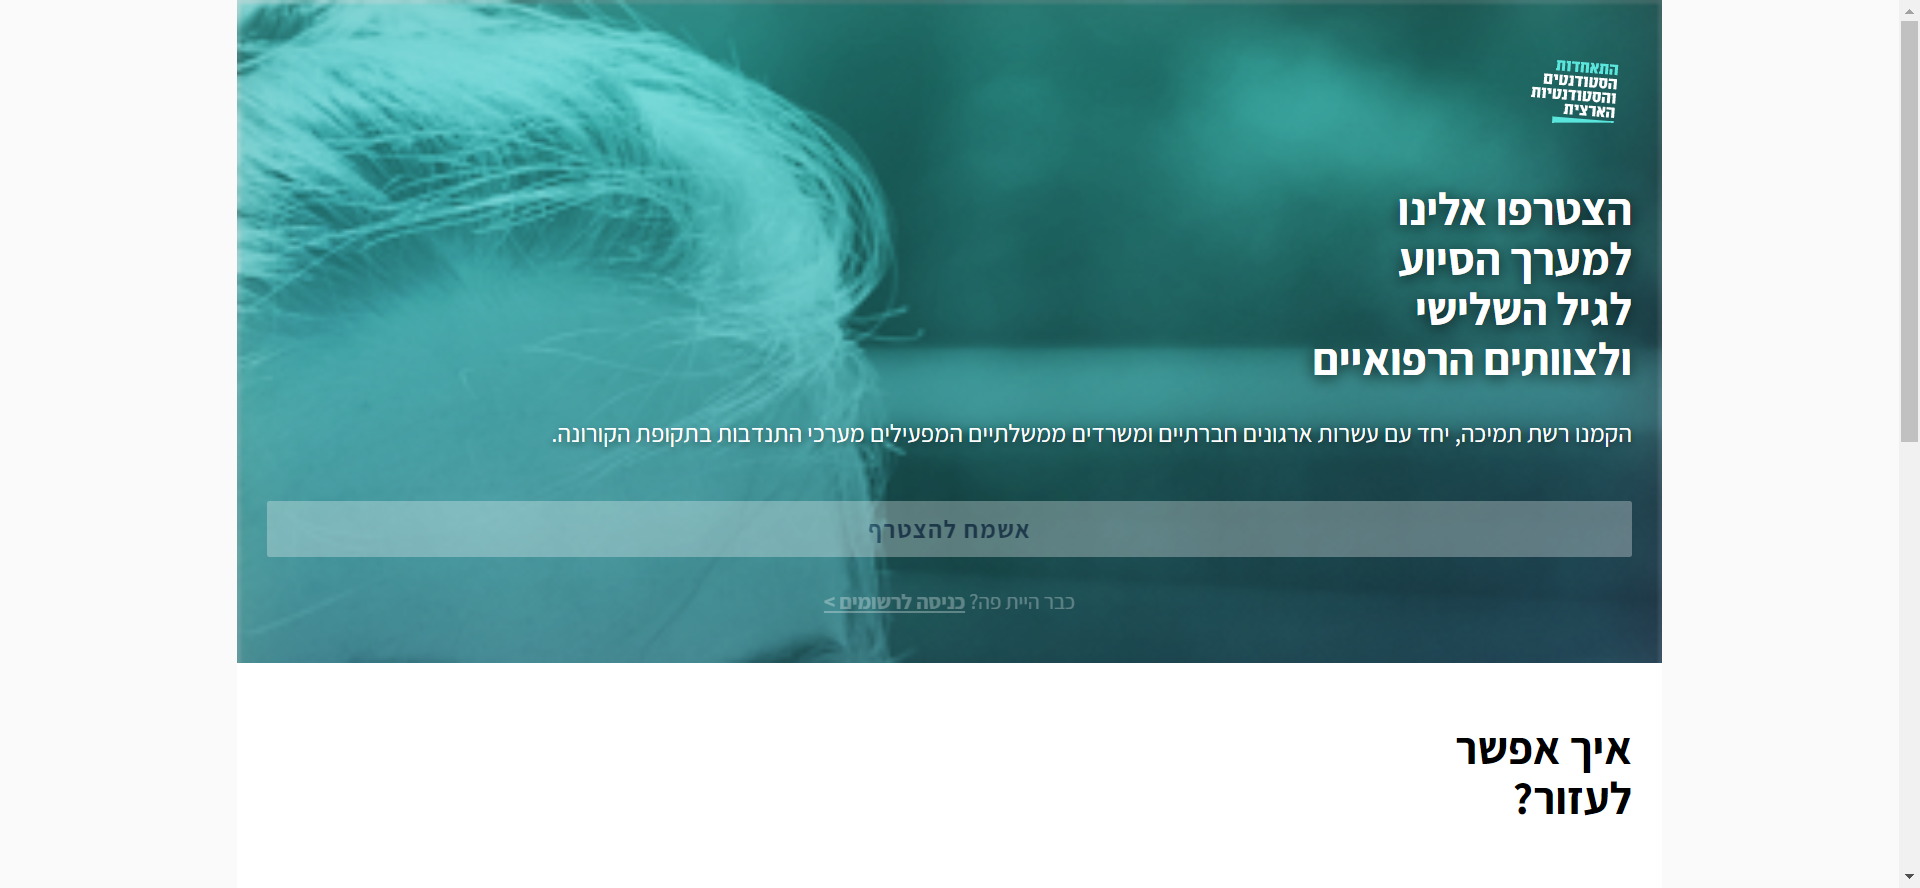 התאחדות
הסטודנטים
והסטודנטיות
הארצית
הצטרפו אלינו
למערך הסיוע
לגיל השלישי
ולצוותים הרפואיים
הקמנו רשת תמיכה, יחד עם עשרות ארגונים חברתיים ומשרדים ממשלתיים המפעילים מערכי התנדבות בתקופת הקורונה.
אשמח להצטרף
כבר היית פה? כניסה לרשומים >
איך אפשר
לעזור?